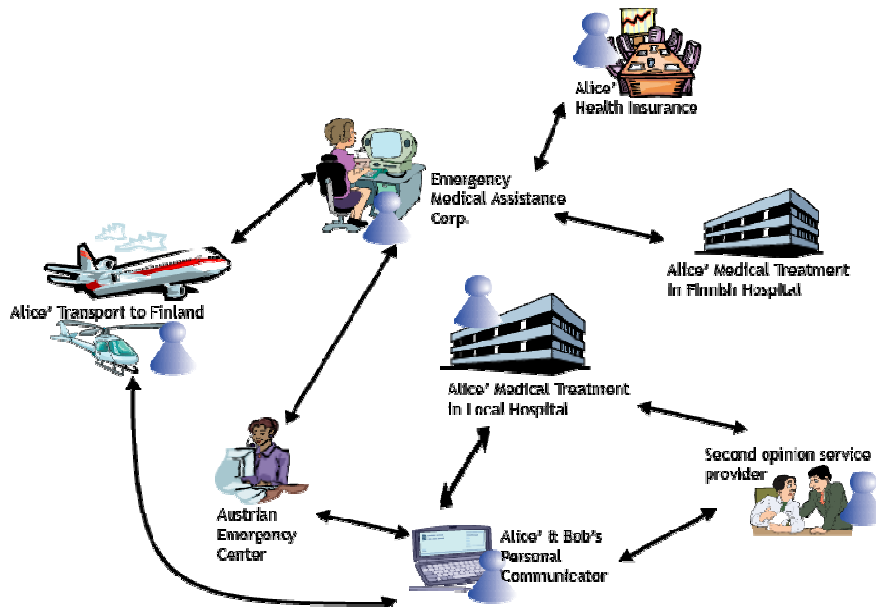 Alice'
Health Insurance
Emergency
Medical Assistance
Corp.
Alice' Medical Treatment
in Finnish Hospital
Alice' Transport to Finland
Alice' Medical Treatment
in Local Hospital
Second opinion service
provider
Austrian
Emergency
Center
Alice' & Bob's
Personal
Communicator